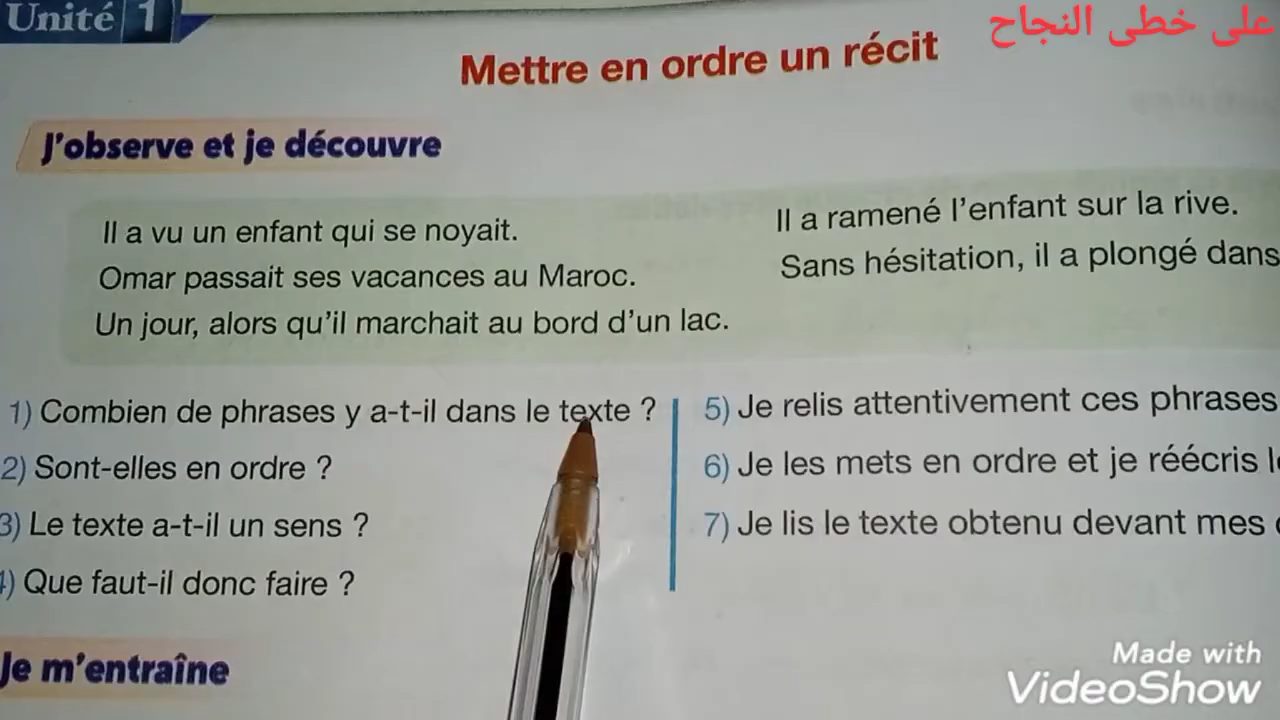 Unité 1
على خطى النجاح
Mettre en ordre un récit
J'observe et je découvre
Il a vu un enfant qui se noyait.
Omar passait ses vacances au Maroc.
Un jour, alors qu'il marchait au bord d'un lac.
Il a ramené l'enfant sur la rive.
Sans hésitation, il a plongé dans
1) Combien de phrases y a-t-il dans le texte ?
2) Sont-elles en ordre ?
3) Le texte a-t-il un sens ?
4) Que faut-il donc faire ?
5) Je relis attentivement ces phrases
6) Je les mets en ordre et je réécris
7) Je lis le texte obtenu devant mes
Je m'entraîne
Made with
VideoShow